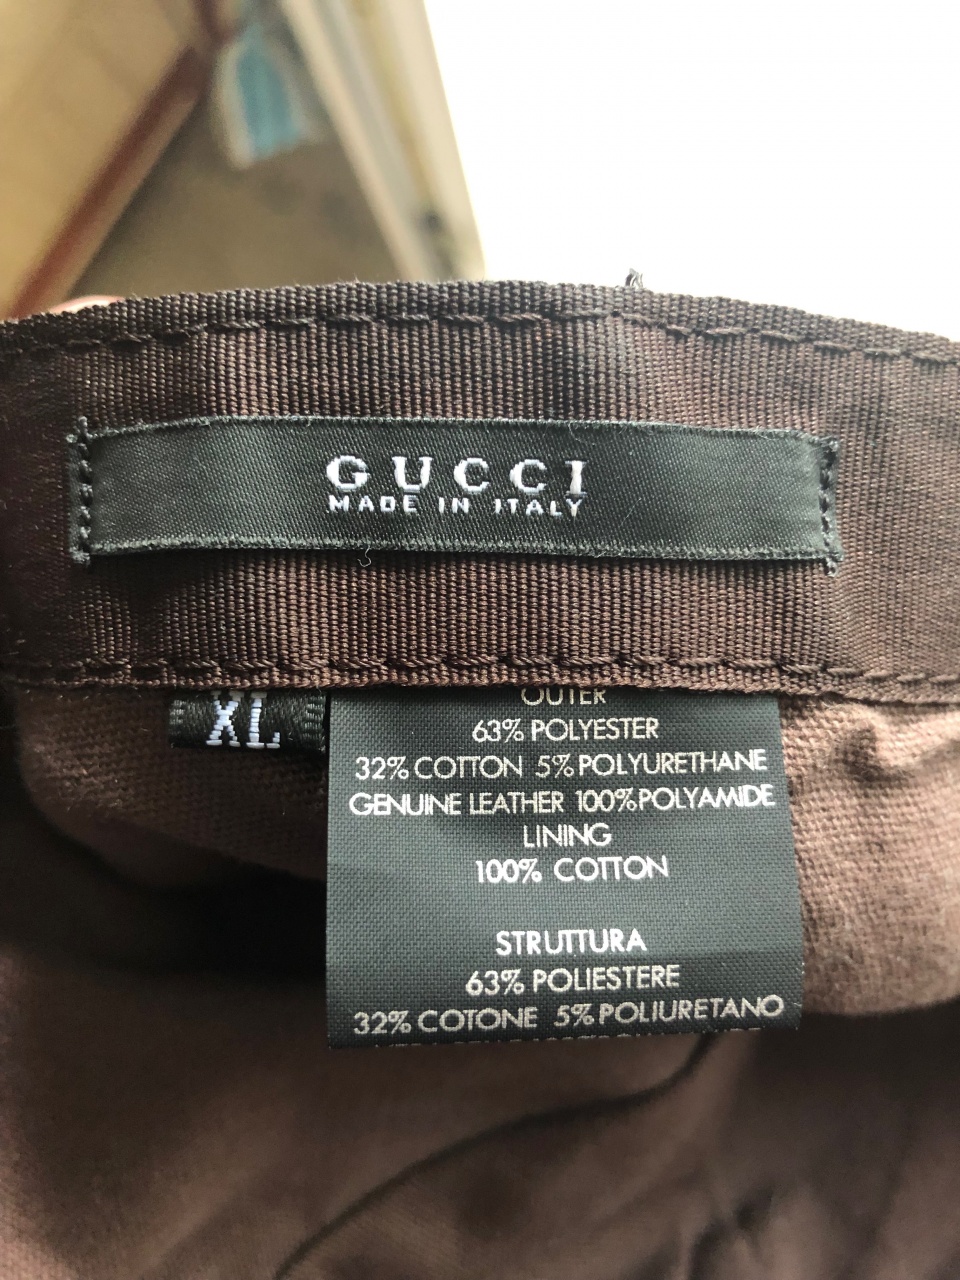 GUCCI
MADE IN ITALY
XL
OUTER
63% POLYESTER
32% COTTON 5% POLYURETHANE
GENUINE LEATHER 100% POLYAMIDE
LINING
100% COTTON
STRUTTURA
63% POLIESTERE
32% COTONE 5% POLIURETANO